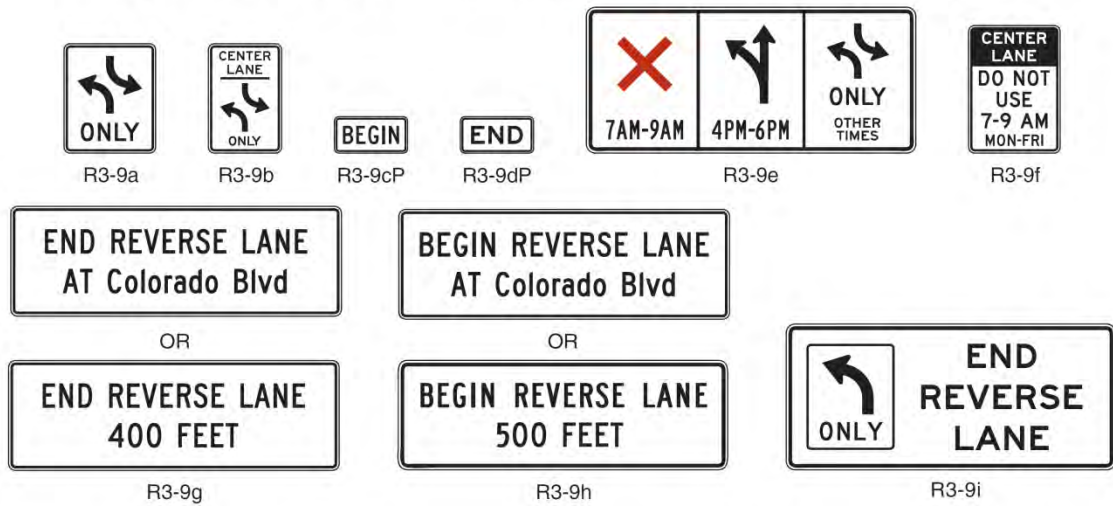 ONLY
R3-9a
CENTER
LANE
ONLY
R3-9b
BEGIN
R3-9cP
END
R3-9dP
7AM-9AM
4PM-6PM
ONLY
OTHER
TIMES
R3-9e
CENTER
LANE
DO NOT
USE
7-9 AM
MON-FRI
R3-9f
END REVERSE LANE
AT Colorado Blvd
OR
END REVERSE LANE
400 FEET
R3-9g
BEGIN REVERSE LANE
AT Colorado Blvd
OR
BEGIN REVERSE LANE
500 FEET
R3-9h
ONLY
END
REVERSE
LANE
R3-9i